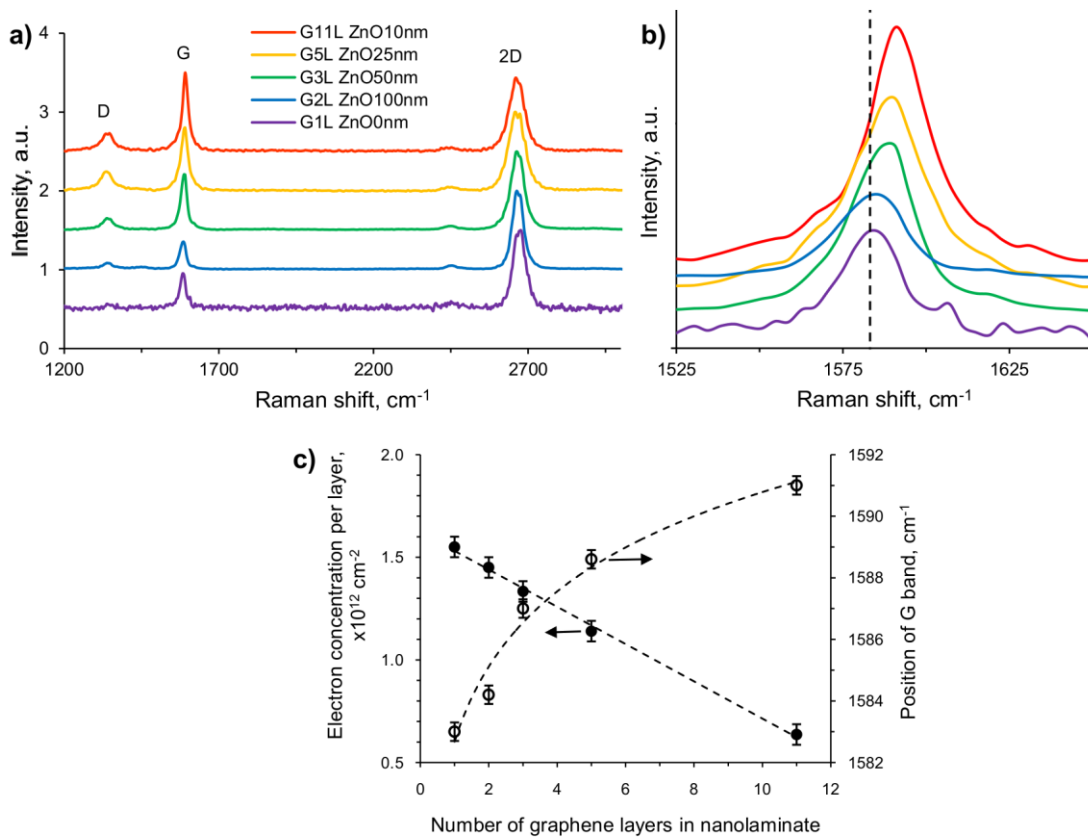 a)
4
3
2
1
0
Intensity, a.u.
D
G
2D
G11L ZnO10nm
G5L ZnO25nm
G3L ZnO50nm
G2L ZnO100nm
G1L ZnO0nm
1200
1700
2200
2700
Raman shift, cm⁻¹
b)
Intensity, a.u.
1525
1575
1625
Raman shift, cm⁻¹
c)
Electron concentration per layer,
x10¹² cm⁻²
2.0
1.5
1.0
0.5
0
2
4
6
8
10
12
Number of graphene layers in nanolaminate
1592
1590
1588
1586
1584
1582
Position of G band, cm⁻¹